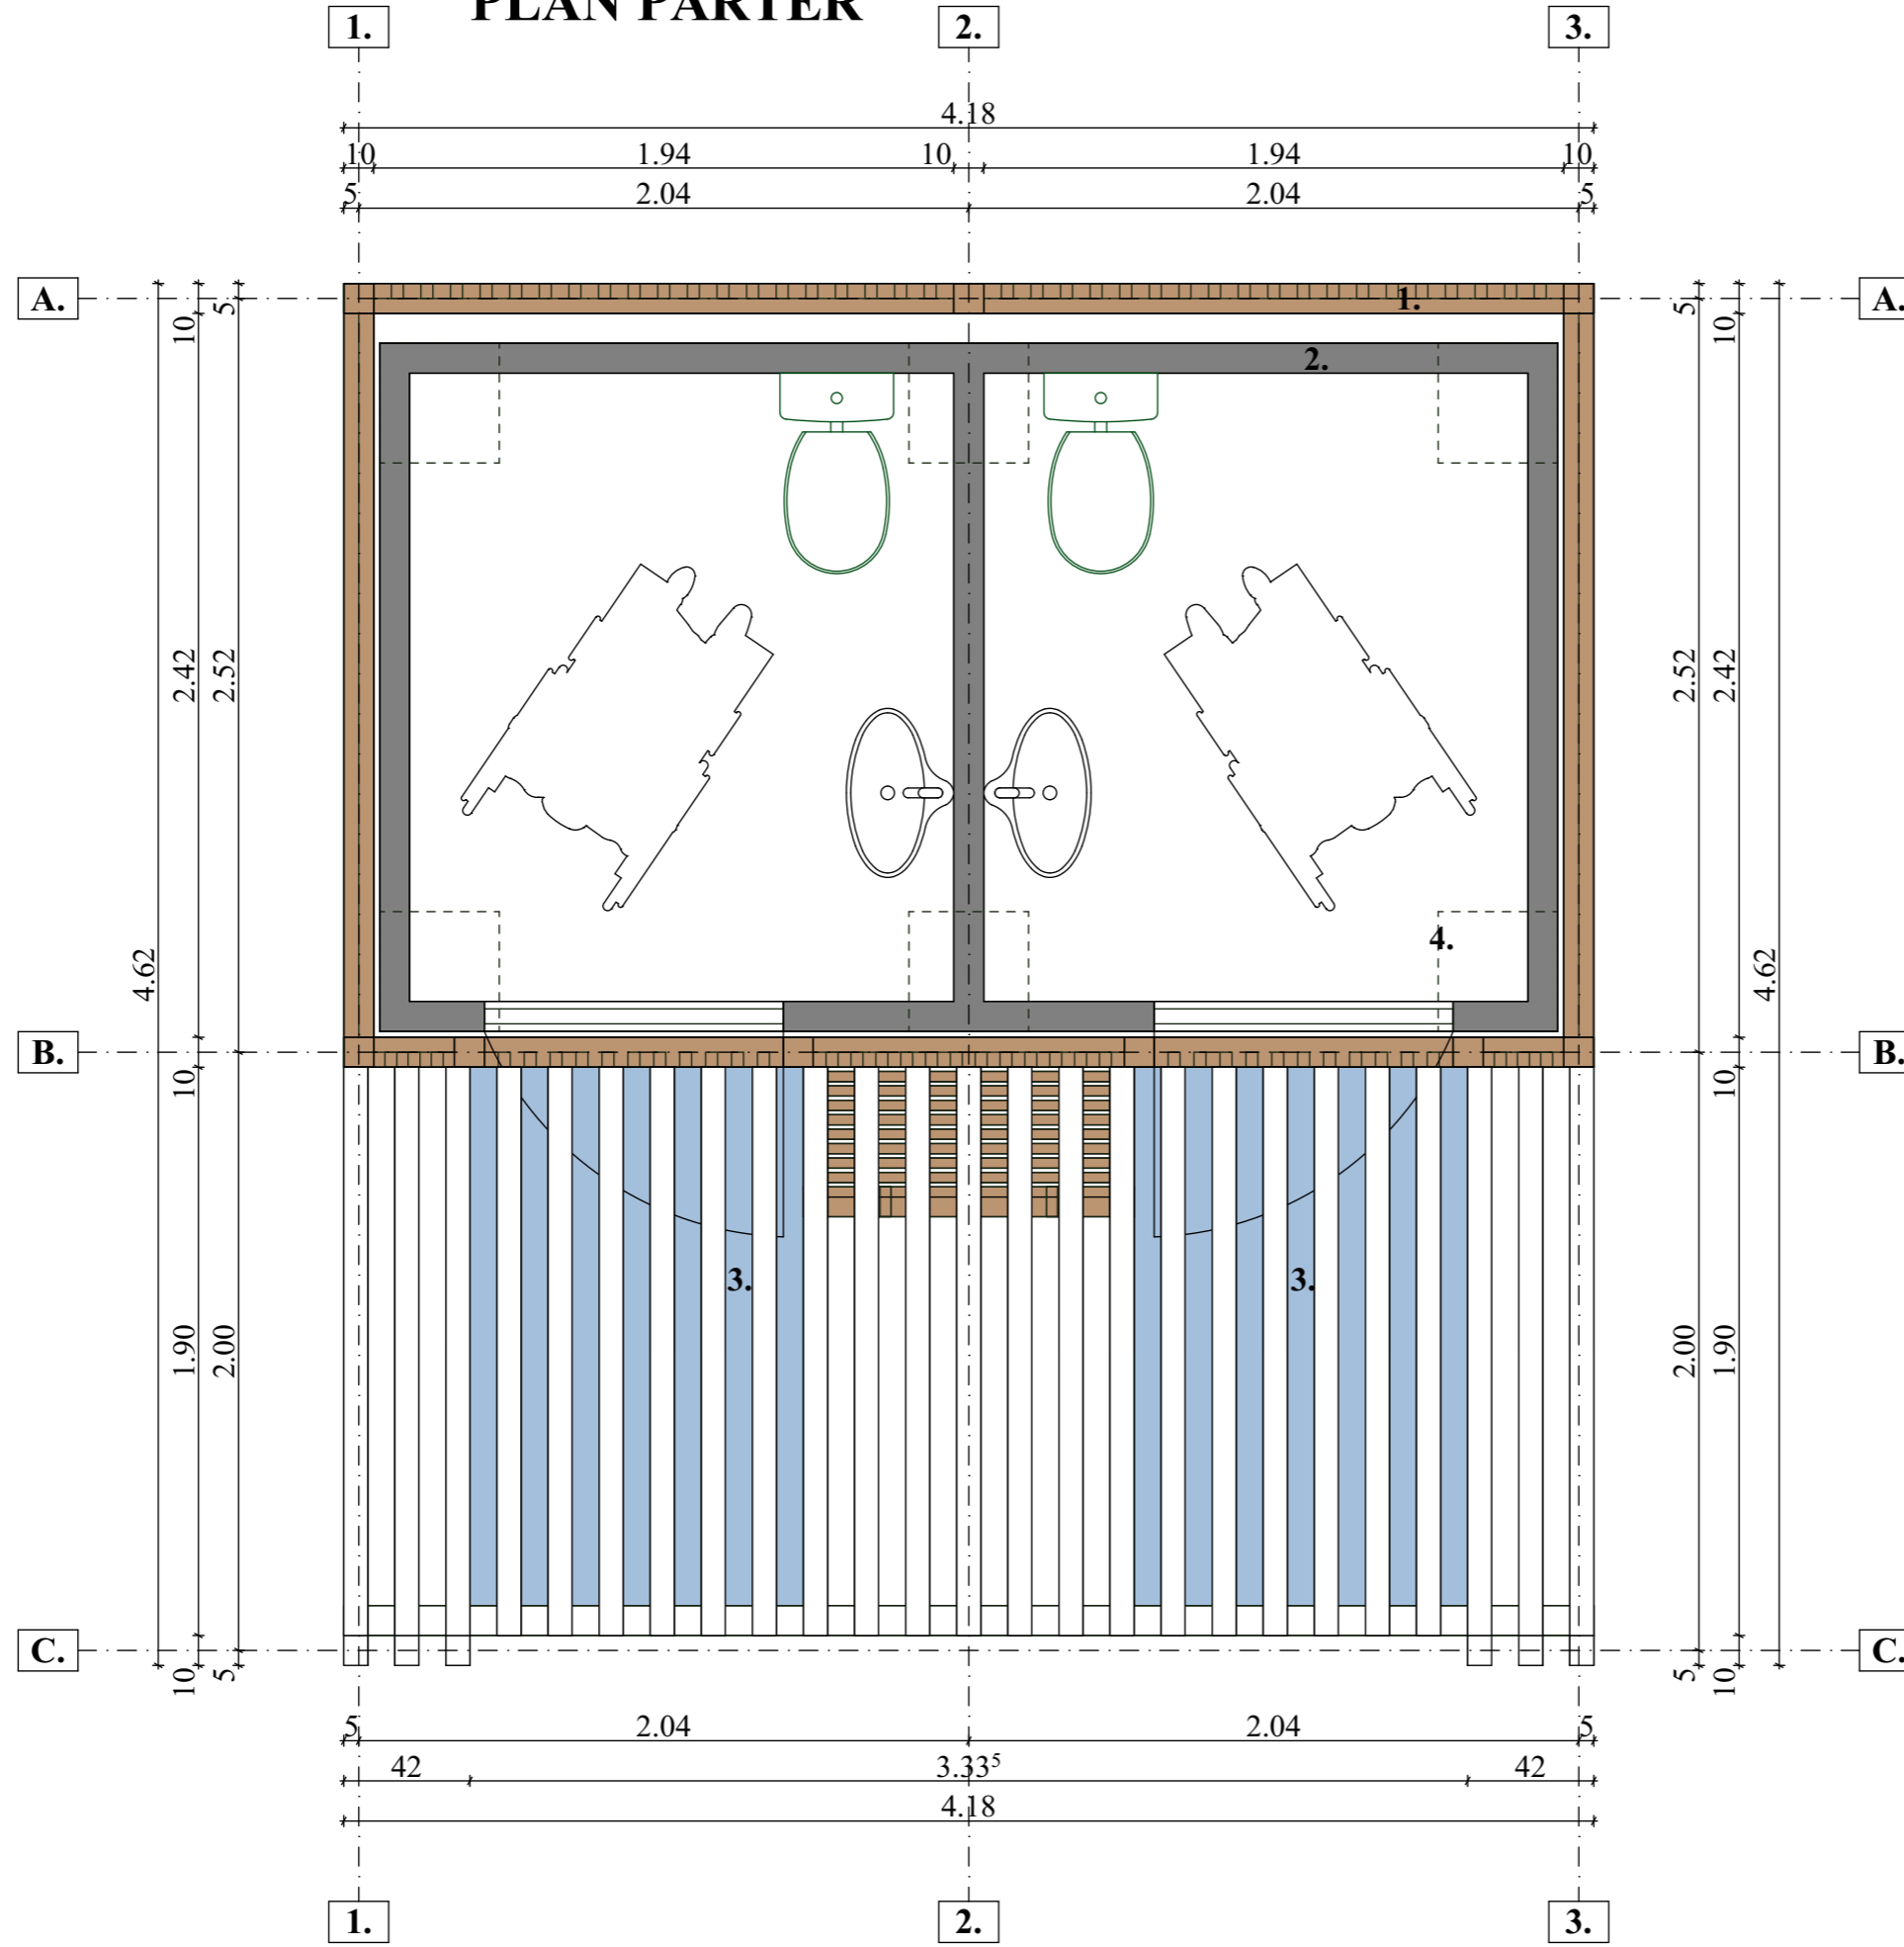 PLAN PARTER
1. 2. 3.
4.18
10 1.94 10 1.94 10
5 2.04 2.04 5
A. 5 10 1. 5 10 A.
2.
2.42 2.52 2.52 2.42
4.62 4. 4.62
B. 10 10 B.
3. 3.
1.90 2.00 2.00 1.90
C. 10 5 5 10 C.
5 2.04 2.04 5
42 3.33⁵ 42
4.18
1. 2. 3.